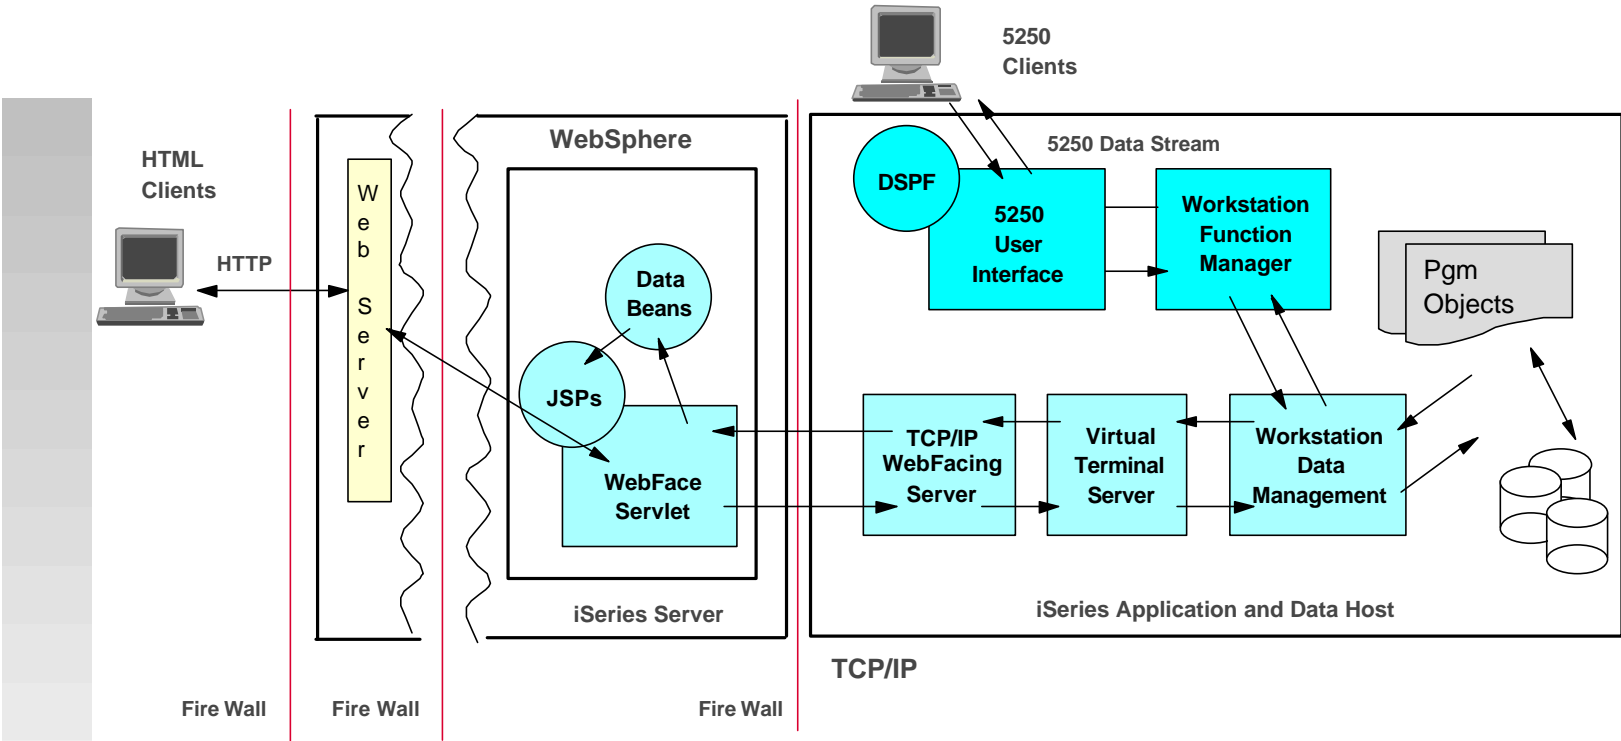 5250
Clients
WebSphere
5250 Data Stream
HTML
Clients
HTTP
W
e
b
S
e
r
v
e
r
DSPF
5250
User
Interface
Workstation
Function
Manager
Pgm
Objects
Data
Beans
JSPs
WebFace
Servlet
TCP/IP
WebFacing
Server
Virtual
Terminal
Server
Workstation
Data
Management
iSeries Server
iSeries Application and Data Host
TCP/IP
Fire Wall
Fire Wall
Fire Wall